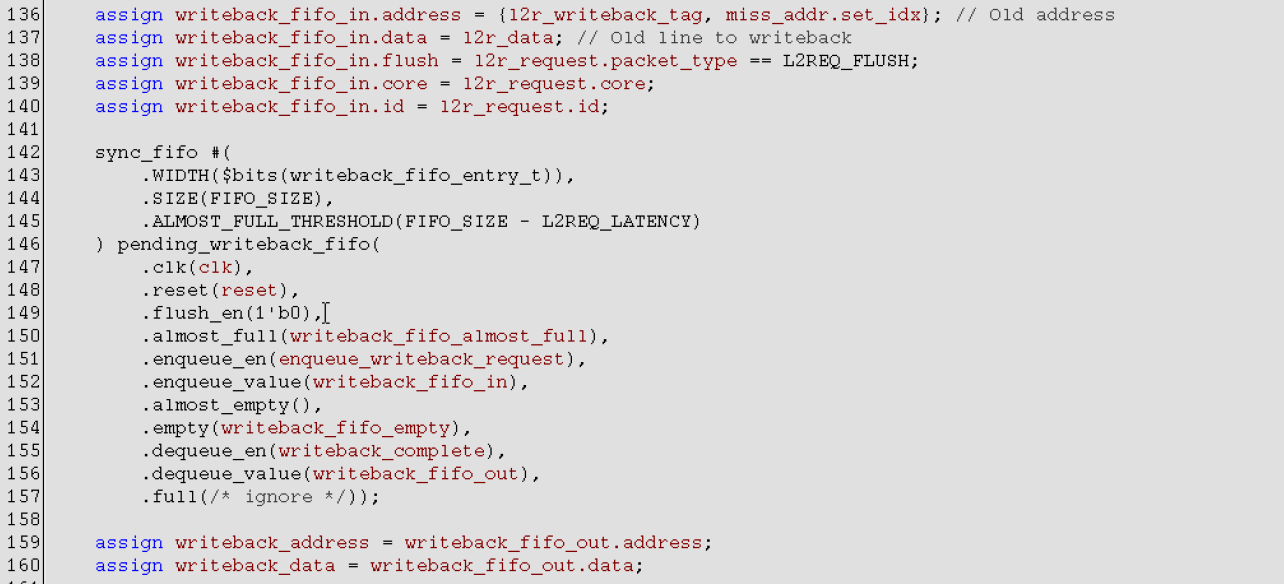 136 assign writeback_fifo_in.address = {l2r_writeback_tag, miss_addr.set_idx}; // Old address
137 assign writeback_fifo_in.data = l2r_data; // Old line to writeback
138 assign writeback_fifo_in.flush = l2r_request.packet_type == L2REQ_FLUSH;
139 assign writeback_fifo_in.core = l2r_request.core;
140 assign writeback_fifo_in.id = l2r_request.id;
141
142 sync_fifo #(
143 .WIDTH($bits(writeback_fifo_entry_t)),
144 .SIZE(FIFO_SIZE),
145 .ALMOST_FULL_THRESHOLD(FIFO_SIZE - L2REQ_LATENCY)
146 ) pending_writeback_fifo(
147 .clk(clk),
148 .reset(reset),
149 .flush_en(1'b0),
150 .almost_full(writeback_fifo_almost_full),
151 .enqueue_en(enqueue_writeback_request),
152 .enqueue_value(writeback_fifo_in),
153 .almost_empty(),
154 .empty(writeback_fifo_empty),
155 .dequeue_en(writeback_complete),
156 .dequeue_value(writeback_fifo_out),
157 .full(/* ignore */));
158
159 assign writeback_address = writeback_fifo_out.address;
160 assign writeback_data = writeback_fifo_out.data;